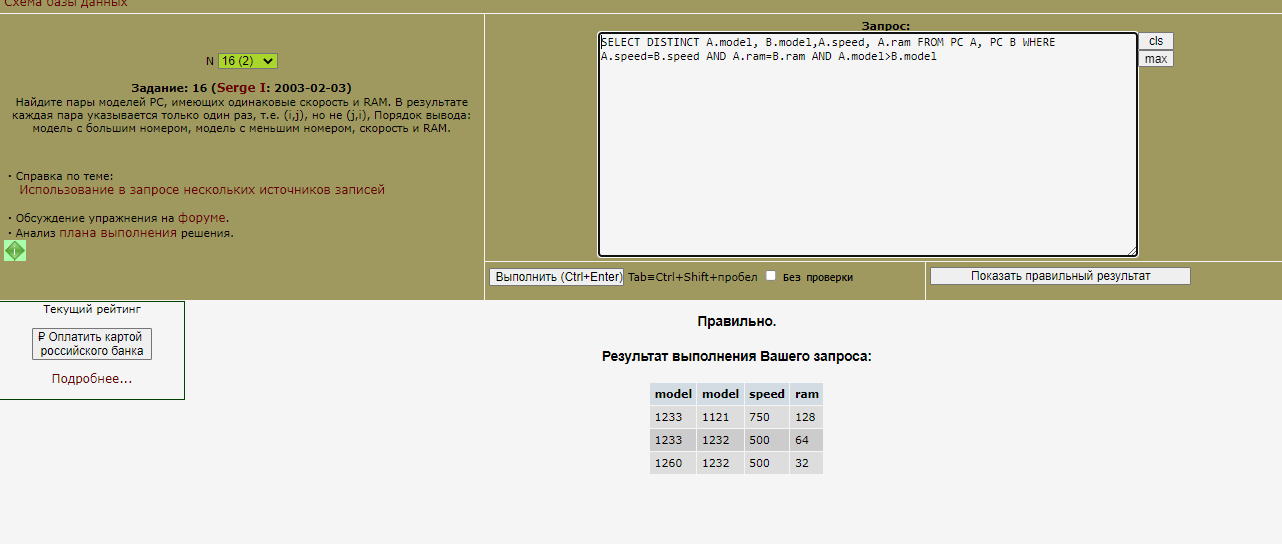 Схема базы данных
N 16 (2)
Задание: 16 (Serge I: 2003-02-03)
Найдите пары моделей PC, имеющих одинаковые скорость и RAM. В результате
каждая пара указывается только один раз, т.е. (i,j), но не (j,i), Порядок вывода:
модель с большим номером, модель с меньшим номером, скорость и RAM.
· Справка по теме:
Использование в запросе нескольких источников записей
· Обсуждение упражнения на форуме.
· Анализ плана выполнения решения.
Запрос:
SELECT DISTINCT A.model, B.model,A.speed, A.ram FROM PC A, PC B WHERE
A.speed=B.speed AND A.ram=B.ram AND A.model>B.model
cls
max
Выполнить (Ctrl+Enter) Tab≡Ctrl+Shift+пробел Без проверки
Показать правильный результат
Текущий рейтинг
₽ Оплатить картой
российского банка
Подробнее...
Правильно.
Результат выполнения Вашего запроса:
model model speed ram
1233 1121 750 128
1233 1232 500 64
1260 1232 500 32